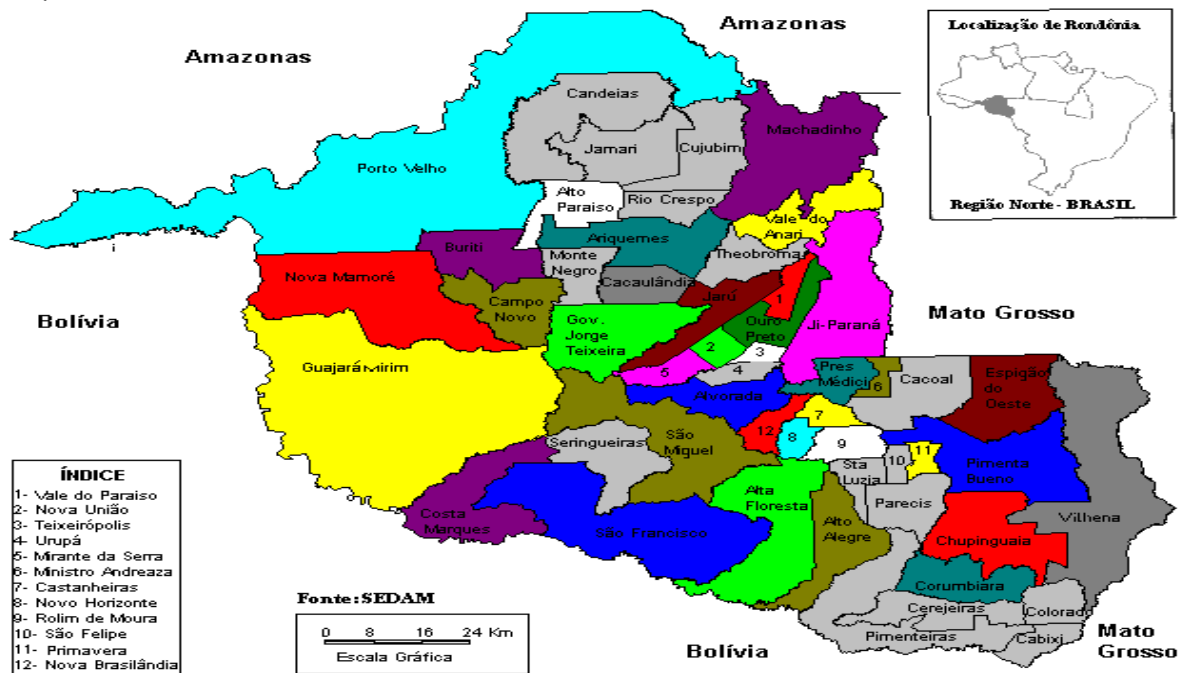 Amazonas
Amazonas
Localização de Rondônia
Região Norte - BRASIL
Candeias
Machadinho
Jamari
Cujubim
Porto Velho
Alto
Paraiso
Rio Crespo
Vale do
Anari
Buriti
Ariquemes
Monte
Negro
Theobroma
Nova Mamoré
Cacaulândia
Campo
Novo
Jarú
1
Bolívia
Gov.
Jorge
Teixeira
Ouro
Preto
Ji-Paraná
Mato Grosso
2
3
Guajará Mirim
5
4
Pres
Médici
6
Cacoal
Espigão
do
Oeste
Alvorada
7
12
8
9
São
Miguel
Seringueiras
Sta
Luzia
10
11
Pimenta
Bueno
Alta
Floresta
Parecis
Costa
Marques
São Francisco
Alto
Alegre
Vilhena
Chupinguaia
Corumbiara
Cerejeiras
Colorado
Pimenteiras
Cabixi
Bolívia
Mato
Grosso
ÍNDICE
1- Vale do Paraiso
2- Nova União
3- Teixeirópolis
4- Urupá
5- Mirante da Serra
6- Ministro Andreaza
7- Castanheiras
8- Novo Horizonte
9- Rolim de Moura
10- São Felipe
11- Primavera
12- Nova Brasilândia
Fonte:SEDAM
0 8 16 24 Km
Escala Gráfica